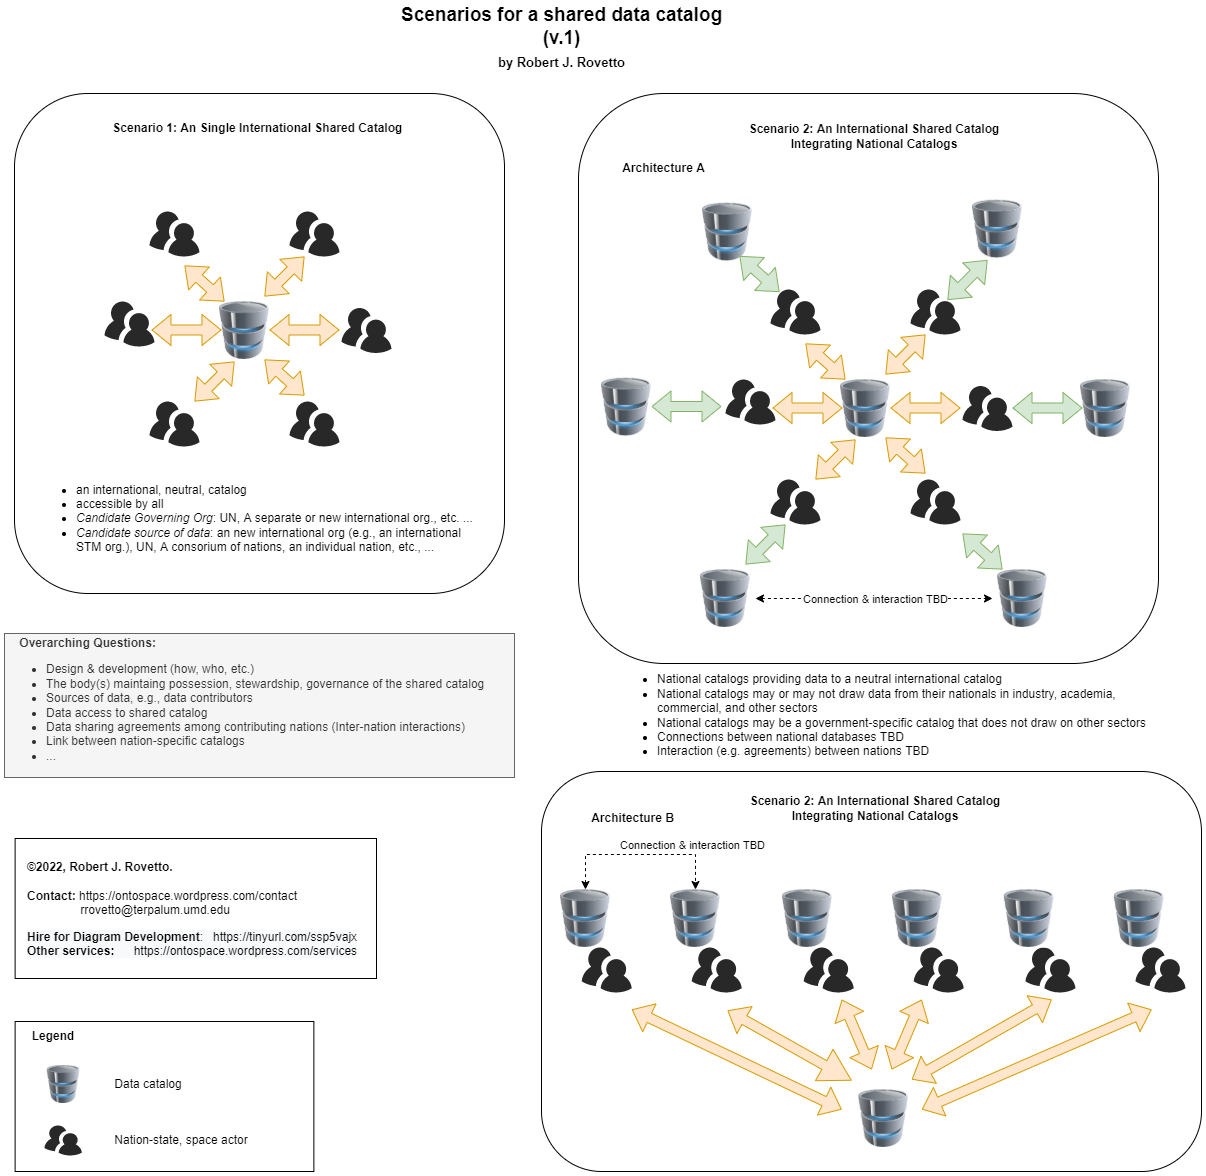 Scenarios for a shared data catalog
(v.1)
by Robert J. Rovetto
Scenario 1: An Single International Shared Catalog
an international, neutral, catalog
accessible by all
Candidate Governing Org: UN, A separate or new international org., etc. ...
Candidate source of data: an new international org (e.g., an international
STM org.), UN, A consorium of nations, an individual nation, etc., ...
Scenario 2: An International Shared Catalog
Integrating National Catalogs
Architecture A
Connection & interaction TBD
National catalogs providing data to a neutral international catalog
National catalogs may or may not draw data from their nationals in industry, academia,
commercial, and other sectors
National catalogs may be a government-specific catalog that does not draw on other sectors
Connections between national databases TBD
Interaction (e.g. agreements) between nations TBD
Overarching Questions:
Design & development (how, who, etc.)
The body(s) maintaing possession, stewardship, governance of the shared catalog
Sources of data, e.g., data contributors
Data access to shared catalog
Data sharing agreements among contributing nations (Inter-nation interactions)
Link between nation-specific catalogs
...
Scenario 2: An International Shared Catalog
Integrating National Catalogs
Architecture B
Connection & interaction TBD
©2022, Robert J. Rovetto.
Contact: https://ontospace.wordpress.com/contact
rrovetto@terpalum.umd.edu
Hire for Diagram Development: https://tinyurl.com/ssp5vajx
Other services: https://ontospace.wordpress.com/services
Legend
Data catalog
Nation-state, space actor